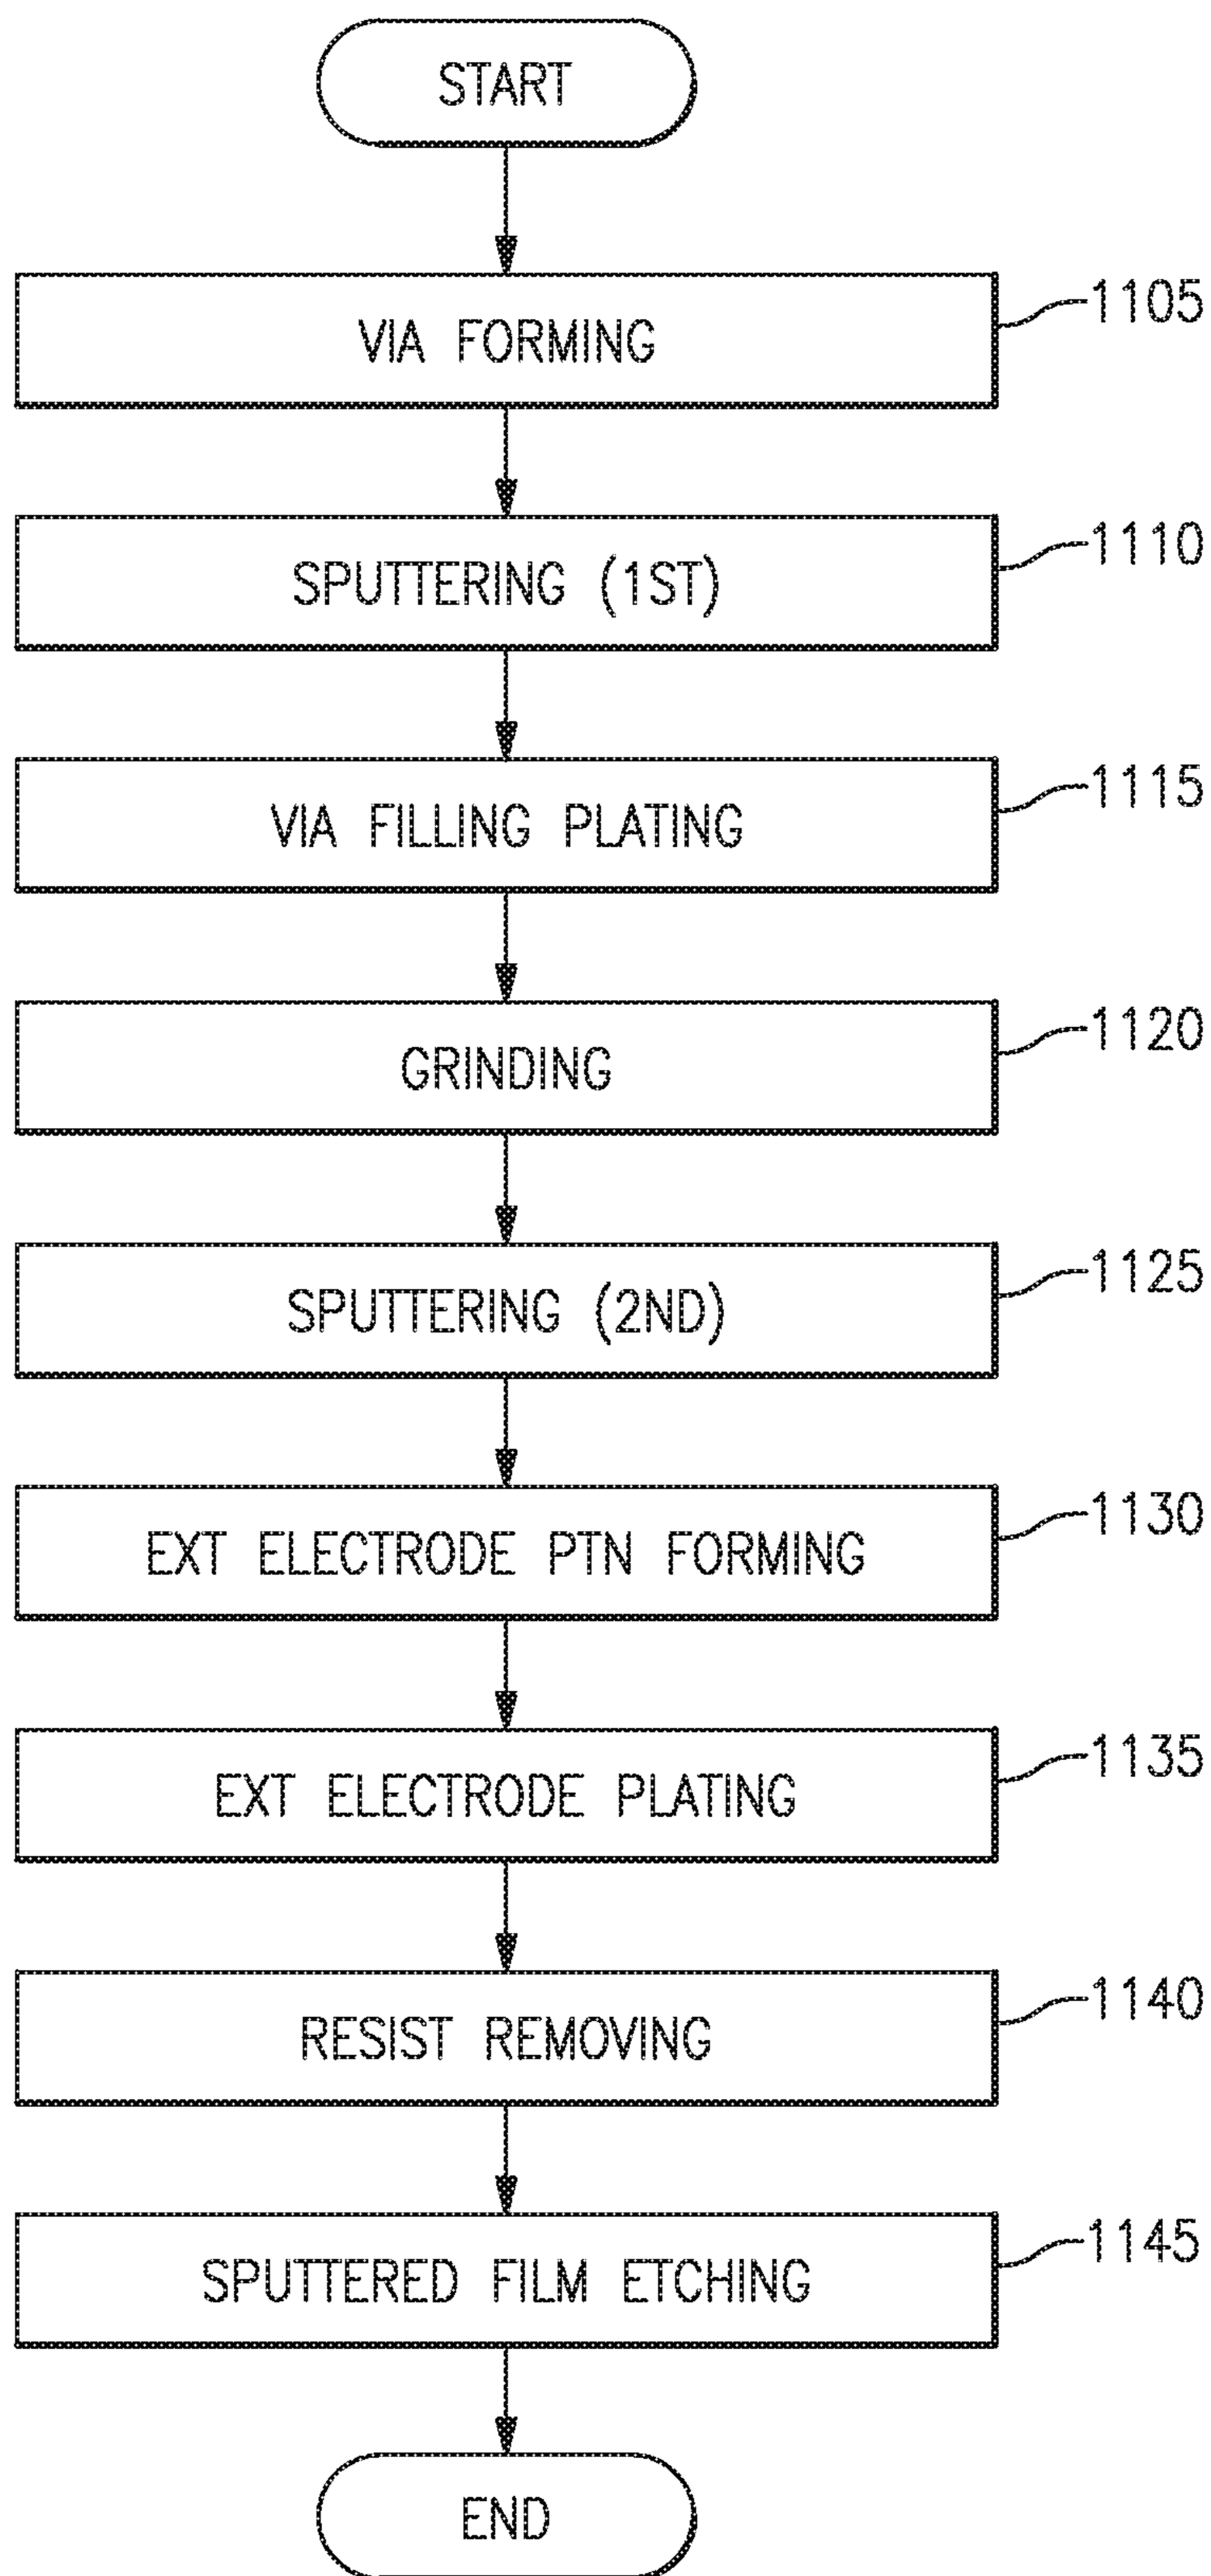 START
VIA FORMING
1105
SPUTTERING (1ST)
1110
VIA FILLING PLATING
1115
GRINDING
1120
SPUTTERING (2ND)
1125
EXT ELECTRODE PTN FORMING
1130
EXT ELECTRODE PLATING
1135
RESIST REMOVING
1140
SPUTTERED FILM ETCHING
1145
END